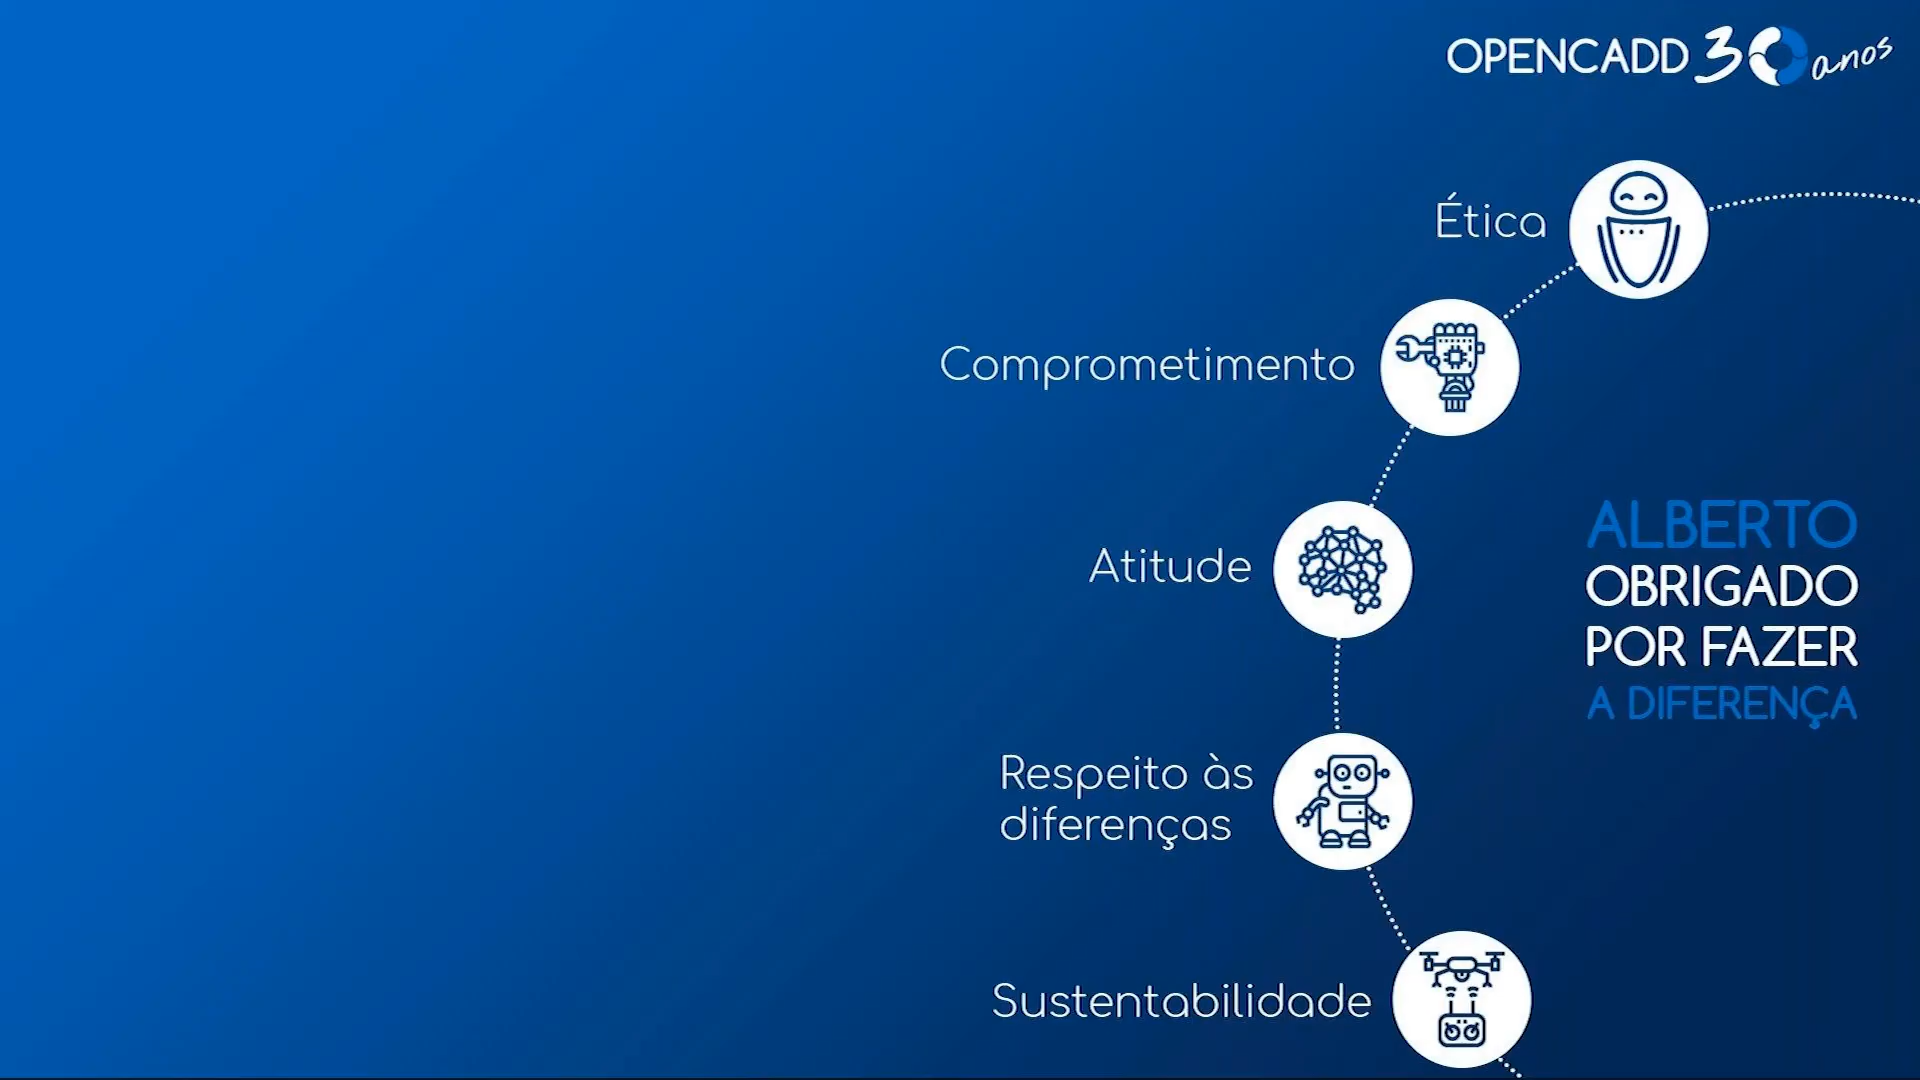 OPENCADD 30 anos
Ética
Comprometimento
Atitude
ALBERTO
OBRIGADO
POR FAZER
A DIFERENÇA
Respeito às
diferenças
Sustentabilidade